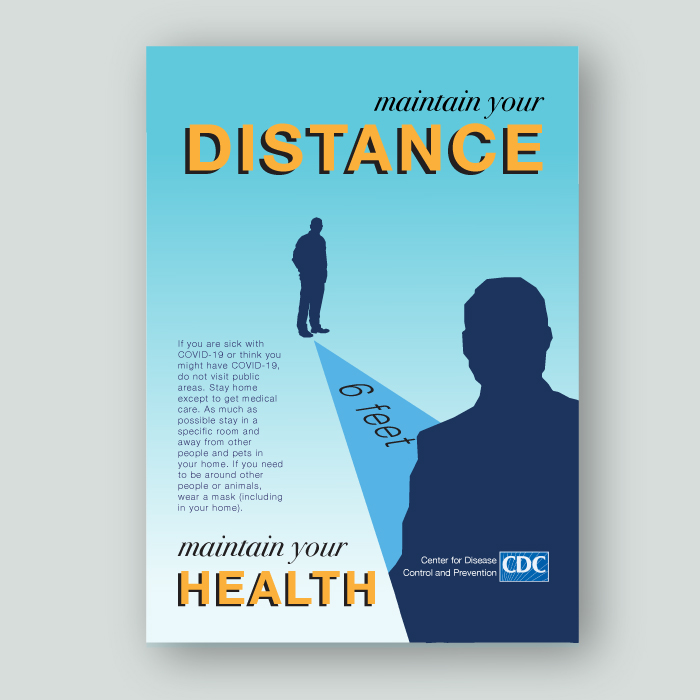 maintain your
DISTANCE
If you are sick with
COVID-19 or think you
might have COVID-19,
do not visit public
areas. Stay home
except to get medical
care. As much as
possible stay in a
specific room and
away from other
people and pets in
your home. If you need
to be around other
people or animals,
wear a mask (including
in your home).
6 feet
maintain your
HEALTH
Center for Disease
Control and Prevention
CDC